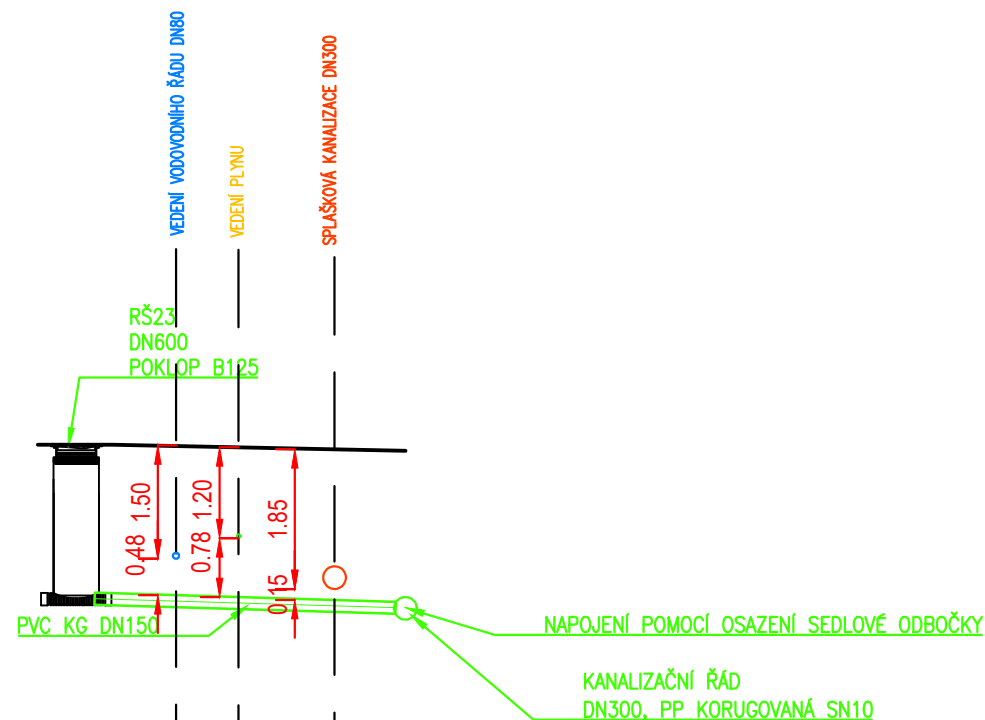 VEDENÍ VODOVODNÍHO ŘÁDU DN80
VEDENÍ PLYNU
SPLAŠKOVÁ KANALIZACE DN300
RŠ23
DN600
POKLOP B125
1.50
0.48
1.20
0.78
1.85
0.15
PVC KG DN150
NAPOJENÍ POMOCÍ OSAZENÍ SEDLOVÉ ODBOČKY
KANALIZAČNÍ ŘÁD
DN300, PP KORUGOVANÁ SN10